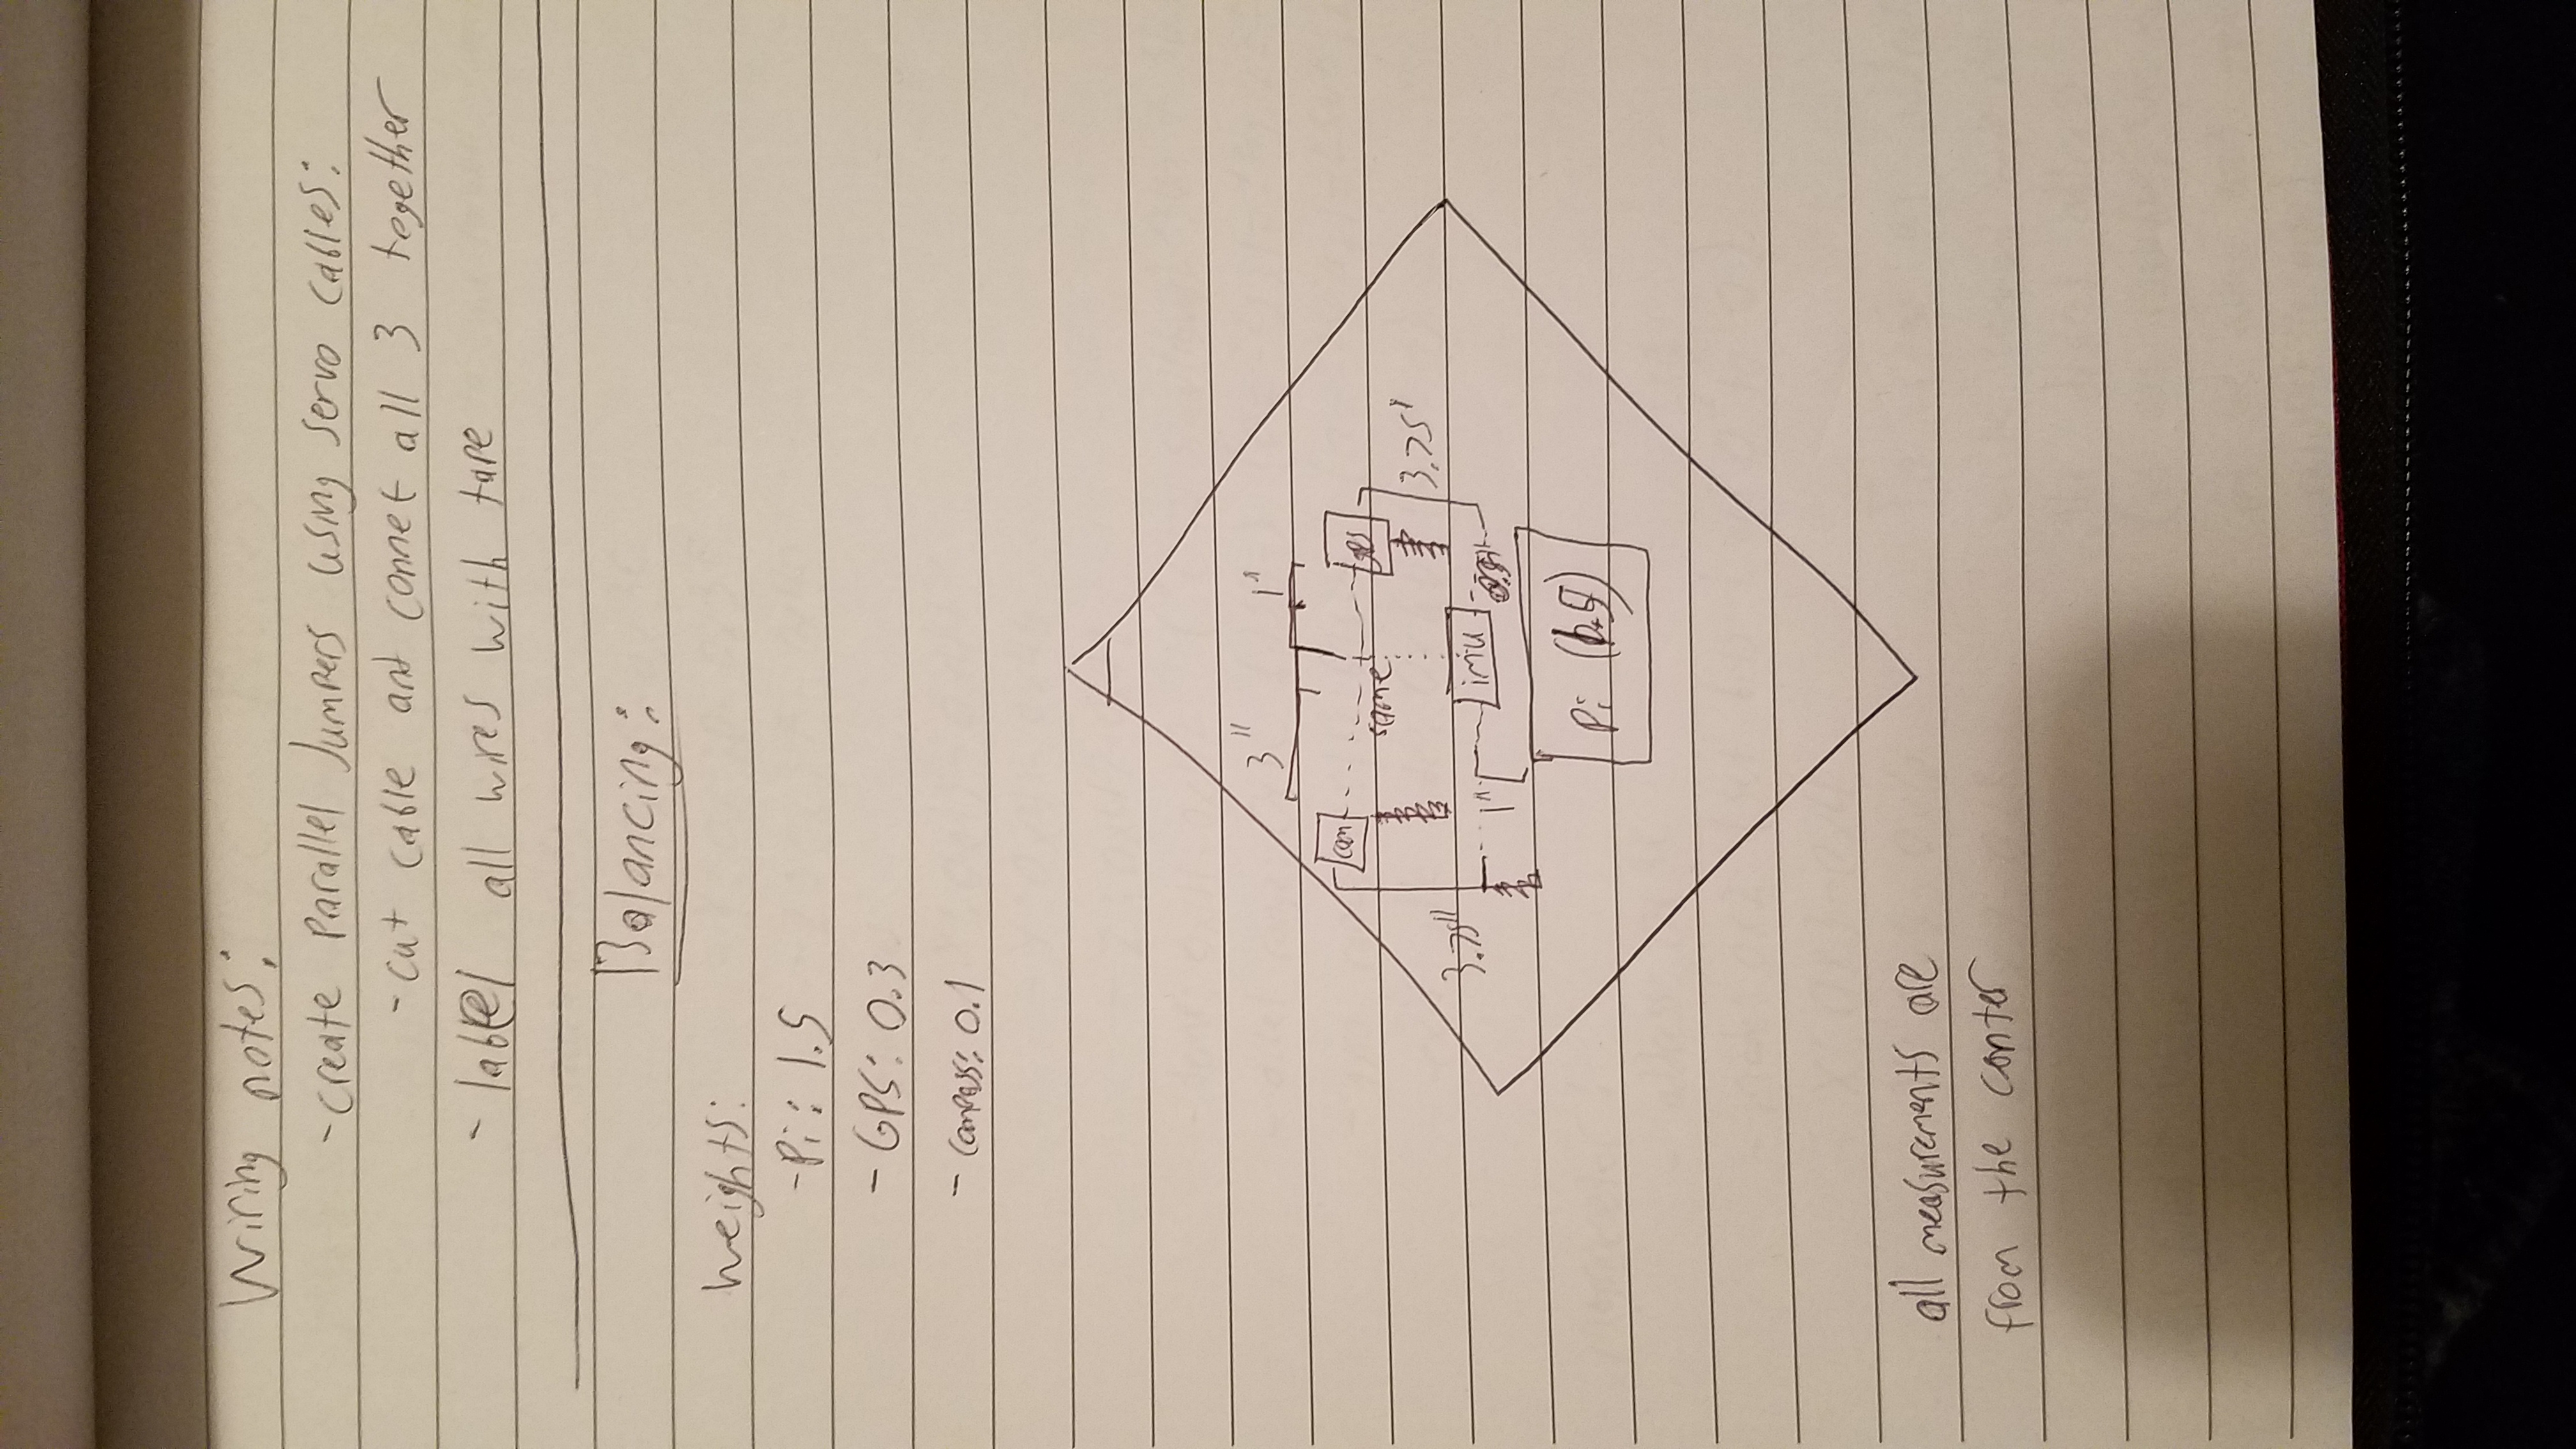 Wiring notes:
- create Parallel Jumpers using servo cables:
- cut cable and connet all 3 together
- label all wires with tape
Balancing:
Weights:
- Pi: 1.5
- GPS: 0.3
- compass: 0.1
3" 1"
com GPS
same
3.75" 3.75"
1" imu
Pi
all measurements are
from the center